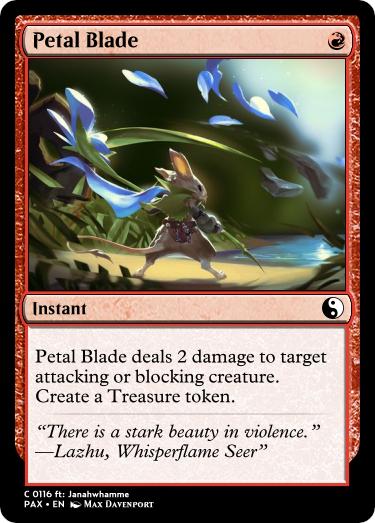 Petal Blade
Instant
Petal Blade deals 2 damage to target
attacking or blocking creature.
Create a Treasure token.
“There is a stark beauty in violence.”
—Lazhu, Whisperflame Seer”
C 0116 ft: Janahwhamme
PAX • EN Max Davenport